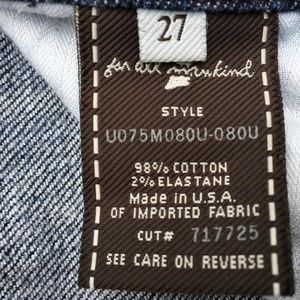 27
for all mankind
STYLE
U075M080U-080U
98% COTTON
2% ELASTANE
Made in U.S.A.
OF IMPORTED FABRIC
CUT# 717725
SEE CARE ON REVERSE